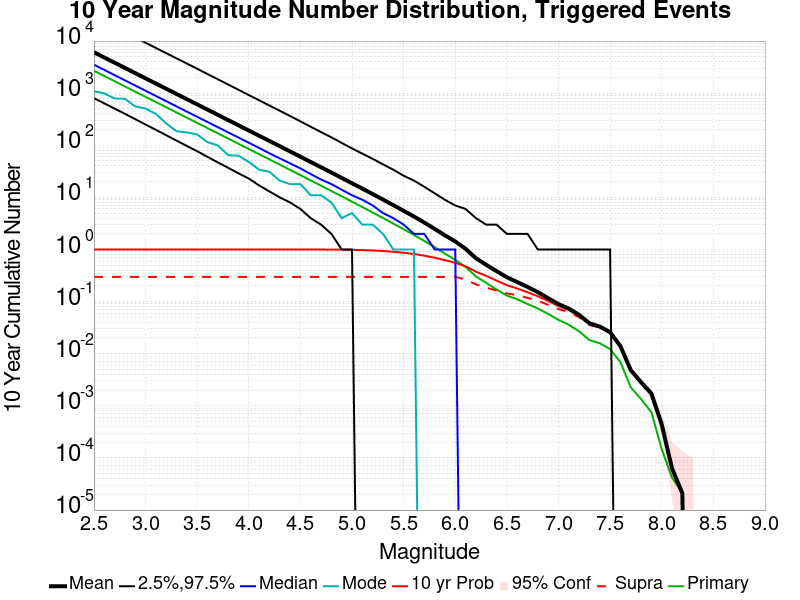 10 Year Magnitude Number Distribution, Triggered Events
10 Year Cumulative Number
10^4
10^3
10^2
10^1
10^0
10^-1
10^-2
10^-3
10^-4
10^-5
2.5 3.0 3.5 4.0 4.5 5.0 5.5 6.0 6.5 7.0 7.5 8.0 8.5 9.0
Magnitude
Mean 2.5%,97.5% Median Mode 10 yr Prob 95% Conf Supra Primary